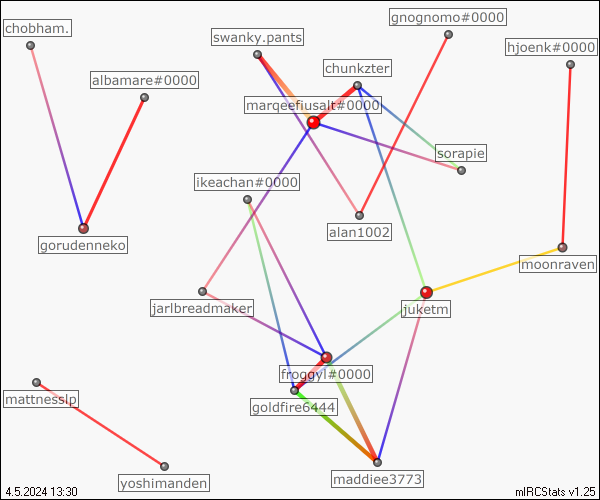 gnognomo#0000
chobham.
swanky.pants
hjoenk#0000
chunkzter
albamare#0000
marqeefiusalt#0000
sorapie
ikeachan#0000
alan1002
gorudenneko
moonraven
jarlbreadmaker
juketm
froggyl#0000
mattnesslp
goldfire6444
yoshimanden
maddiee3773
4.5.2024 13:30
mIRCStats v1.25